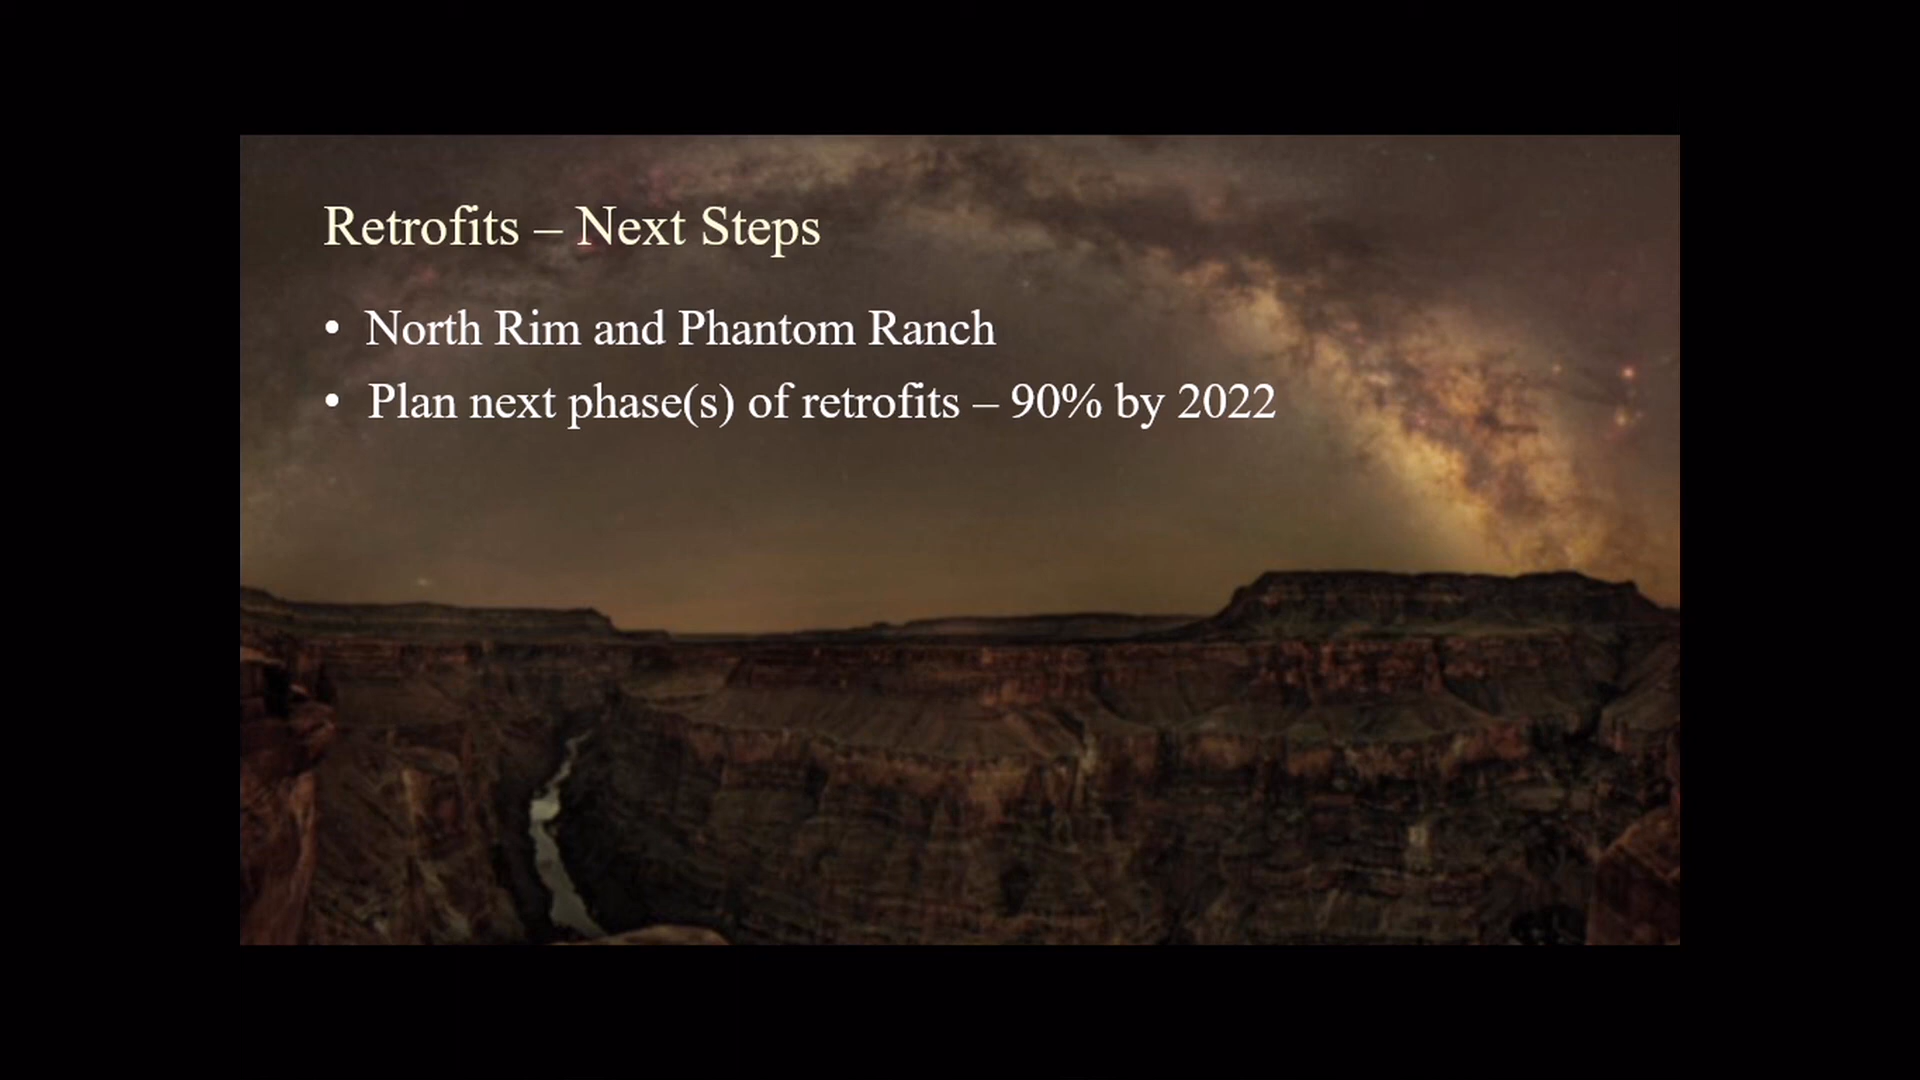 Retrofits – Next Steps
• North Rim and Phantom Ranch
• Plan next phase(s) of retrofits – 90% by 2022